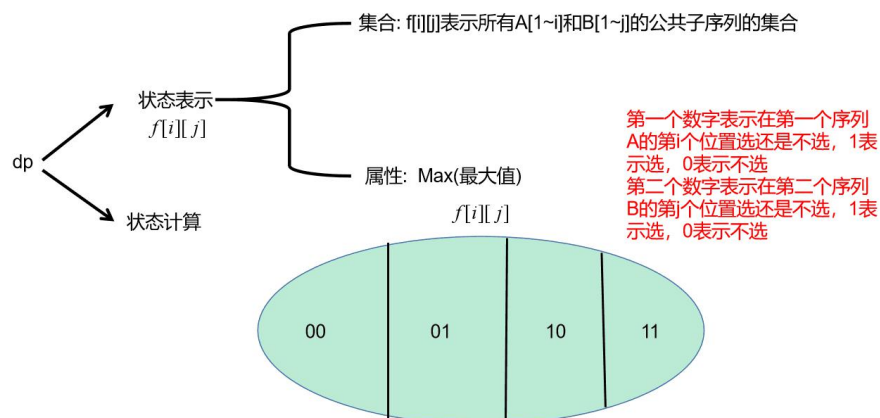 集合: f[i][j]表示所有A[1~i]和B[1~j]的公共子序列的集合
状态表示
f[i][j]
dp
属性: Max(最大值)
状态计算
第一个数字表示在第一个序列
A的第i个位置选还是不选，1表
示选，0表示不选
第二个数字表示在第二个序列
B的第j个位置选还是不选，1表
示选，0表示不选
f[i][j]
00 01 10 11